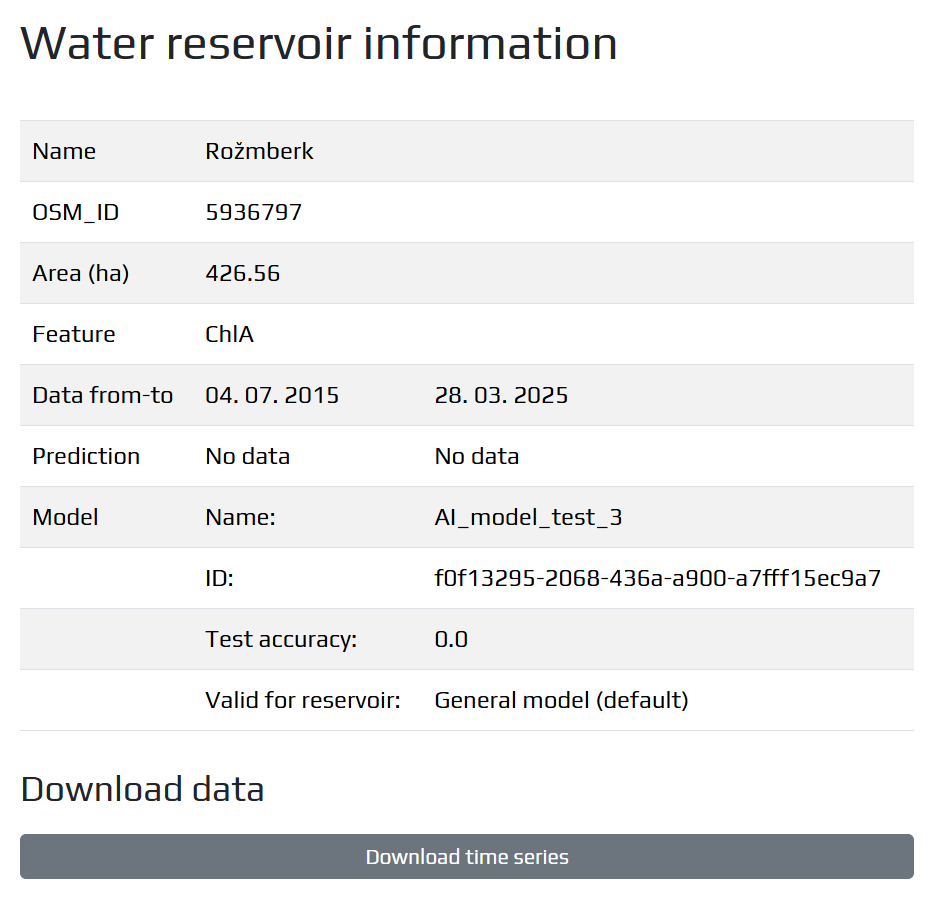 Water reservoir information
Name Rožmberk
OSM_ID 5936797
Area (ha) 426.56
Feature ChlA
Data from-to 04. 07. 2015 28. 03. 2025
Prediction No data No data
Model Name: AI_model_test_3
ID: f0f13295-2068-436a-a900-a7fff15ec9a7
Test accuracy: 0.0
Valid for reservoir: General model (default)
Download data
Download time series